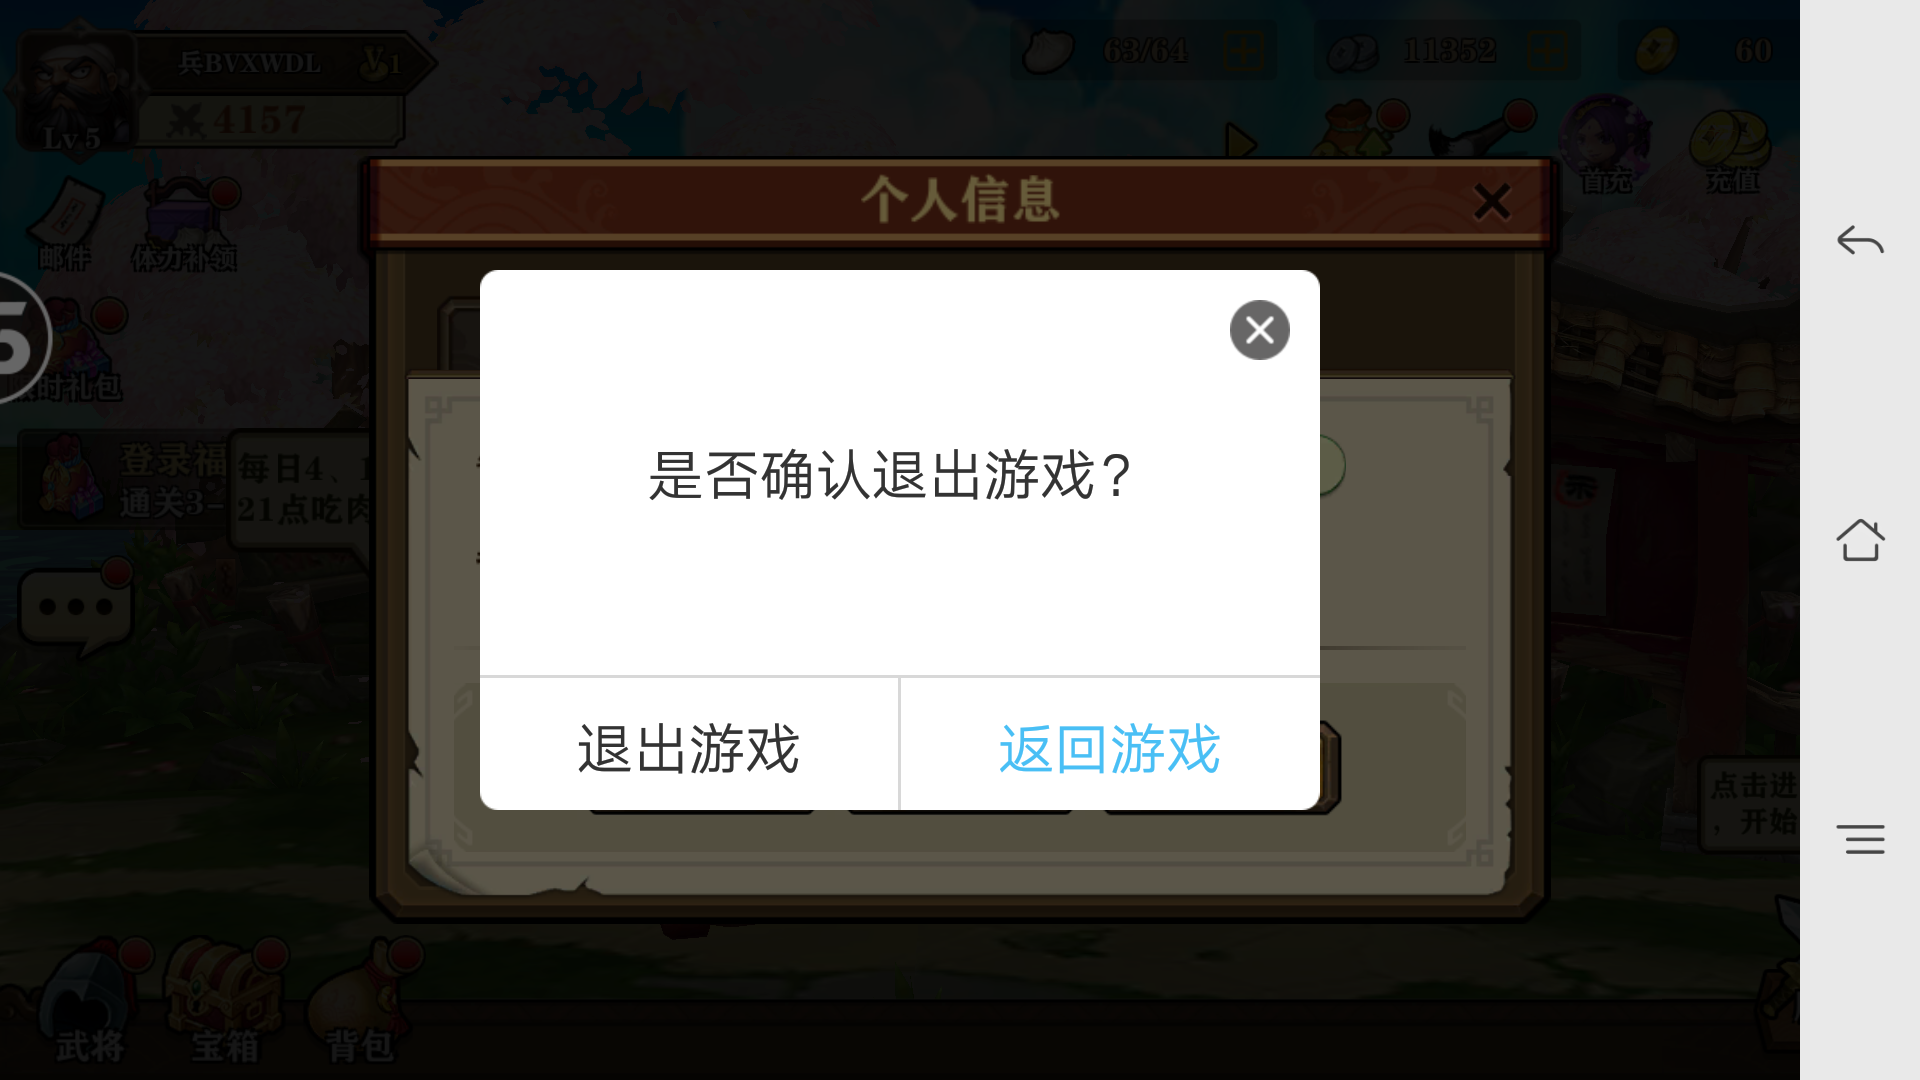 兵BVXWDL V1
4157
Lv 5
63/64
11352
60
首充
充值
邮件
体力补领
个人信息
5
时礼包
登录福
通关3-
每日4、1
21点吃肉
是否确认退出游戏?
退出游戏
返回游戏
点击进
,开始
武将
宝箱
背包